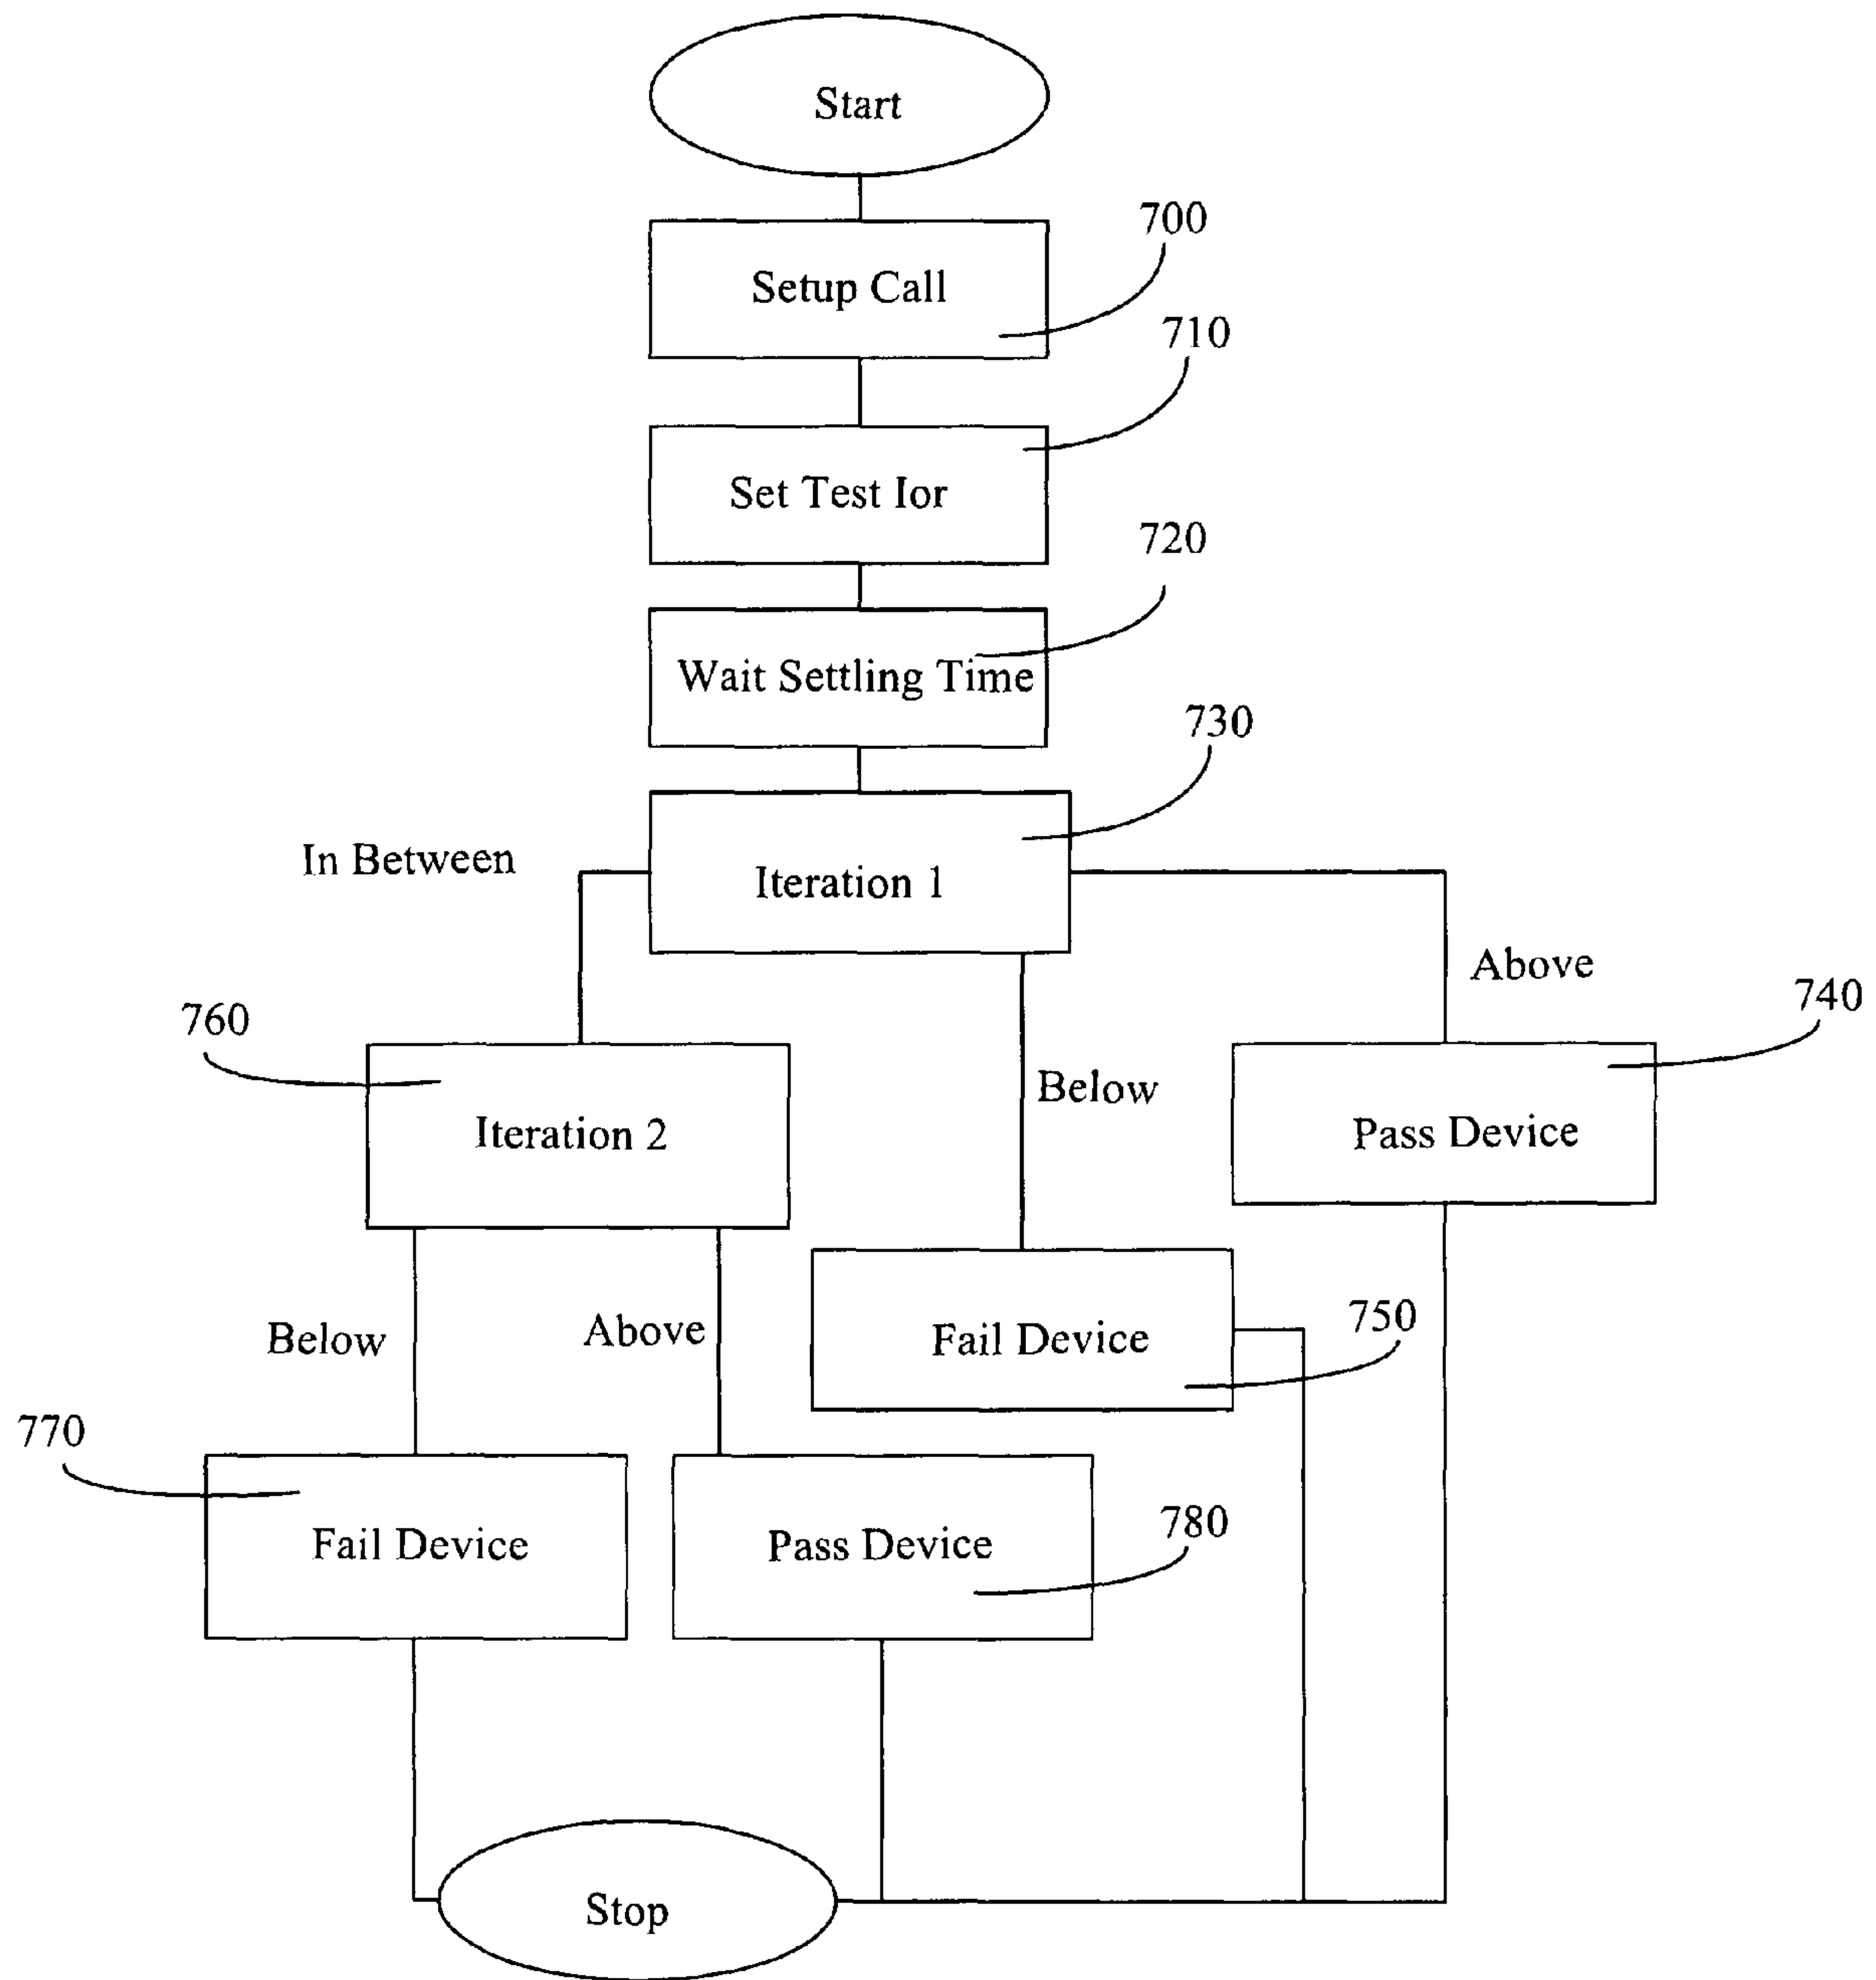 Start
700
Setup Call
710
Set Test Ior
720
Wait Settling Time
730
In Between
Iteration 1
Above
740
760
Below
Iteration 2
Pass Device
750
Below
Above
Fail Device
770
780
Fail Device
Pass Device
Stop